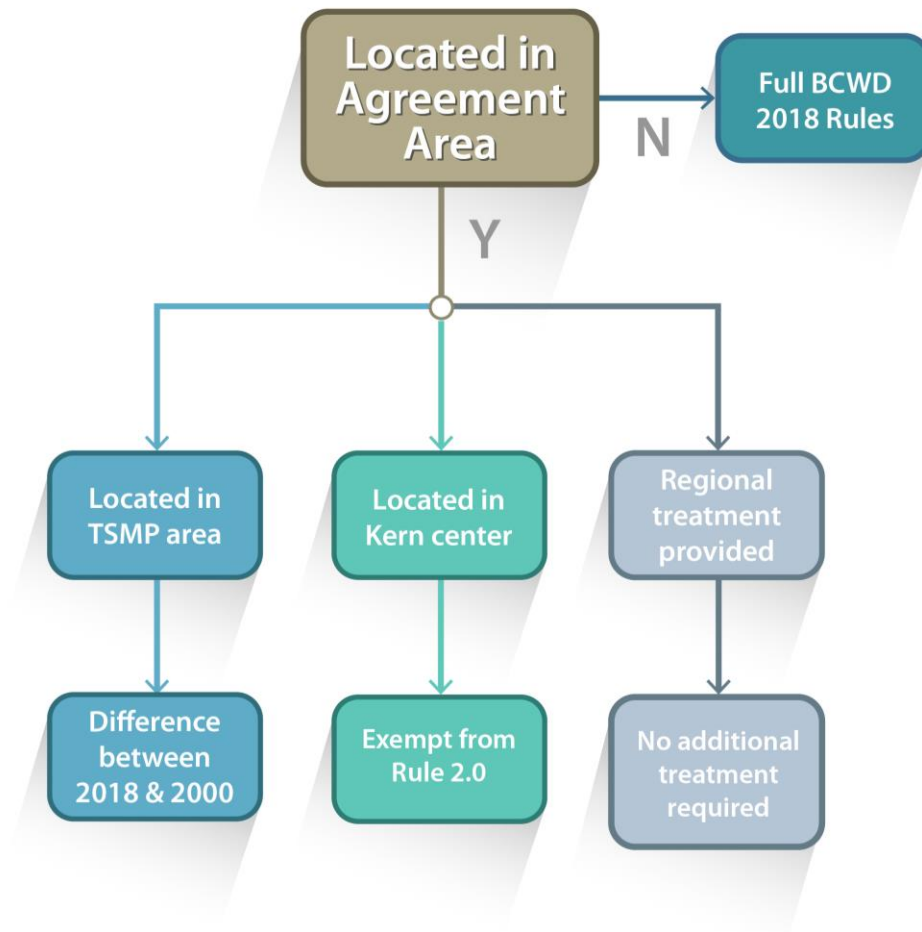 Located in
Agreement
Area
Full BCWD
2018 Rules
N
Y
Located in
TSMP area
Located in
Kern center
Regional
treatment
provided
Difference
between
2018 & 2000
Exempt from
Rule 2.0
No additional
treatment
required